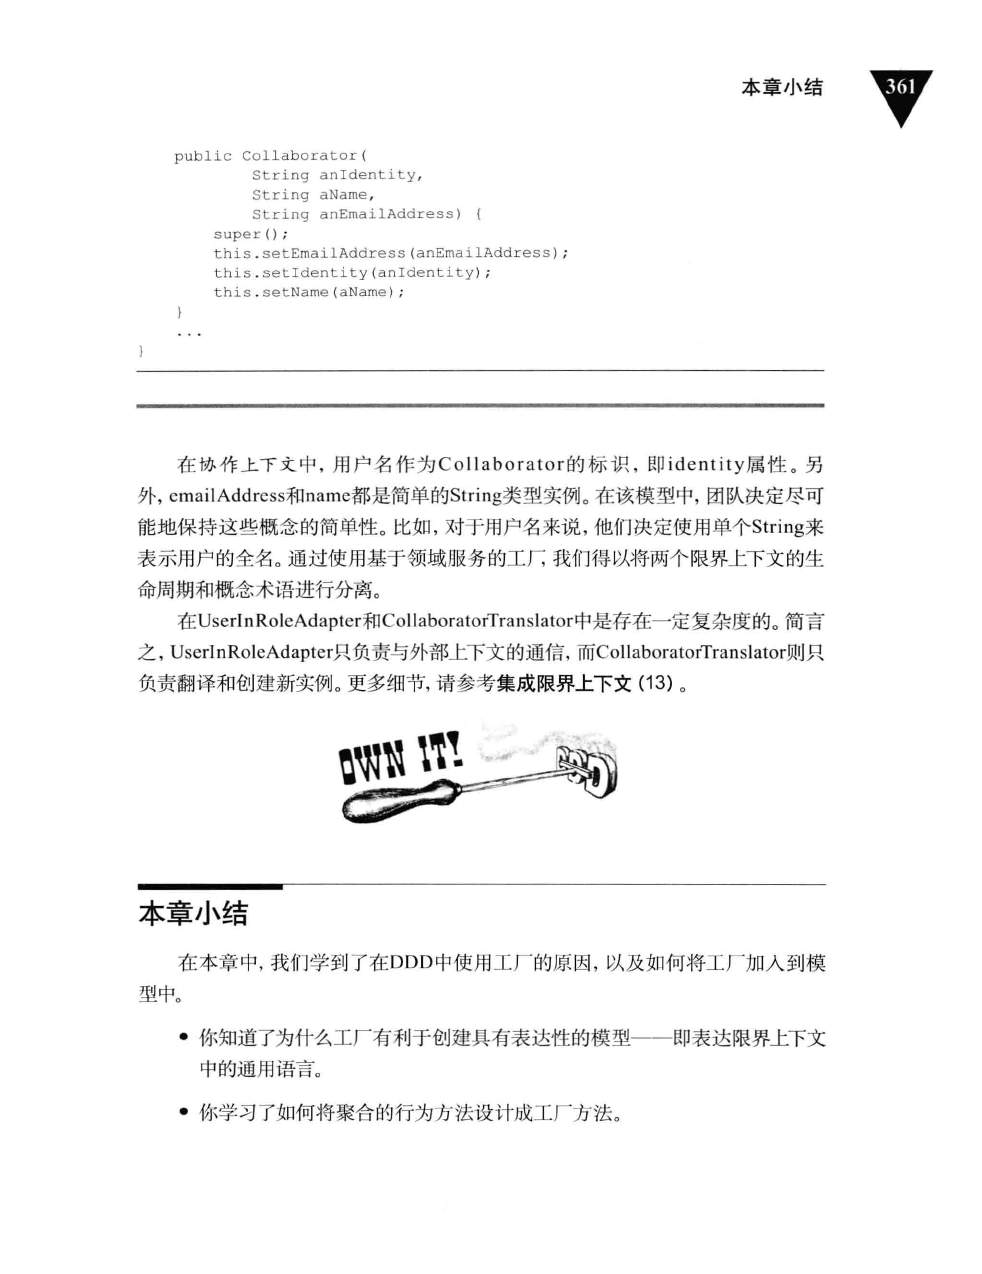 本章小结
361
public Collaborator(
String anIdentity,
String aName,
String anEmailAddress) {
super();
this.setEmailAddress(anEmailAddress);
this.setIdentity(anIdentity);
this.setName(aName);
}
...
}
在协作上下文中，用户名作为Collaborator的标识，即identity属性。另
外，emailAddress和name都是简单的String类型实例。在该模型中，团队决定尽可
能地保持这些概念的简单性。比如，对于用户名来说，他们决定使用单个String来
表示用户的全名。通过使用基于领域服务的工厂，我们得以将两个限界上下文的生
命周期和概念术语进行分离。
在UserInRoleAdapter和CollaboratorTranslator中是存在一定复杂度的。简言
之，UserInRoleAdapter只负责与外部上下文的通信，而CollaboratorTranslator则只
负责翻译和创建新实例。更多细节，请参考集成限界上下文(13)。
OWN IT!
DDD
本章小结
在本章中，我们学到了在DDD中使用工厂的原因，以及如何将工厂加入到模
型中。
• 你知道了为什么工厂有利于创建具有表达性的模型——即表达限界上下文
中的通用语言。
• 你学习了如何将聚合的行为方法设计成工厂方法。